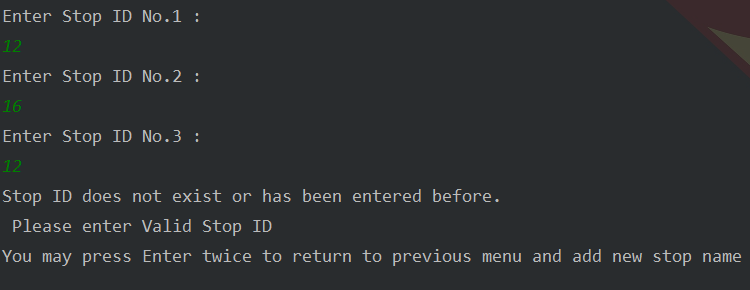 Enter Stop ID No.1 :
12
Enter Stop ID No.2 :
16
Enter Stop ID No.3 :
12
Stop ID does not exist or has been entered before.
Please enter Valid Stop ID
You may press Enter twice to return to previous menu and add new stop name